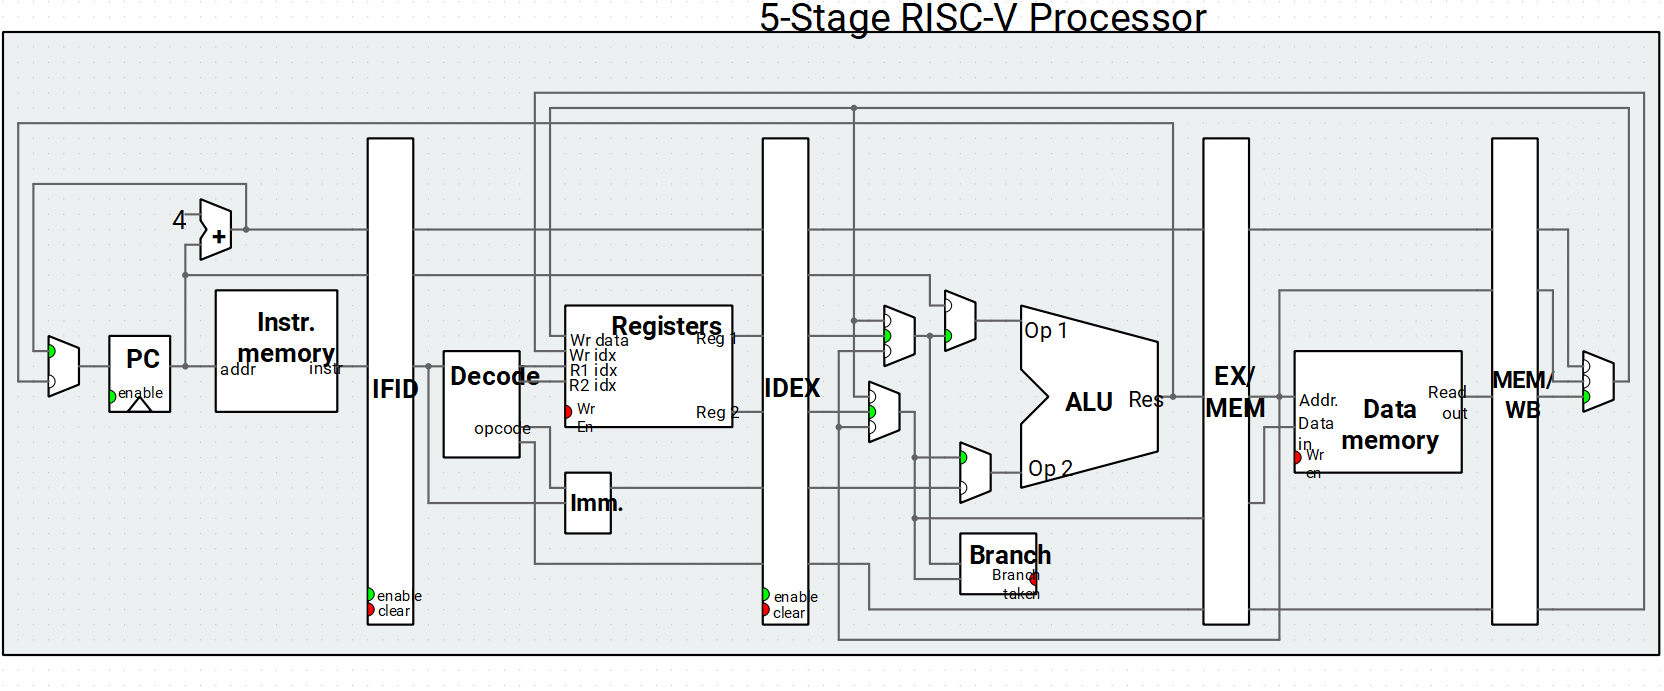 5-Stage RISC-V Processor
4
+
PC
enable
Instr.
memory
addr
instr
IFID
enable
clear
Decode
opcode
Registers
Wr data
Wr idx
R1 idx
R2 idx
Wr
En
Reg 1
Reg 2
Imm.
IDEX
enable
clear
Op 1
ALU
Res
Op 2
Branch
Branch
taken
EX/
MEM
Addr.
Data
in
Wr
en
Data
memory
Read
out
MEM/
WB